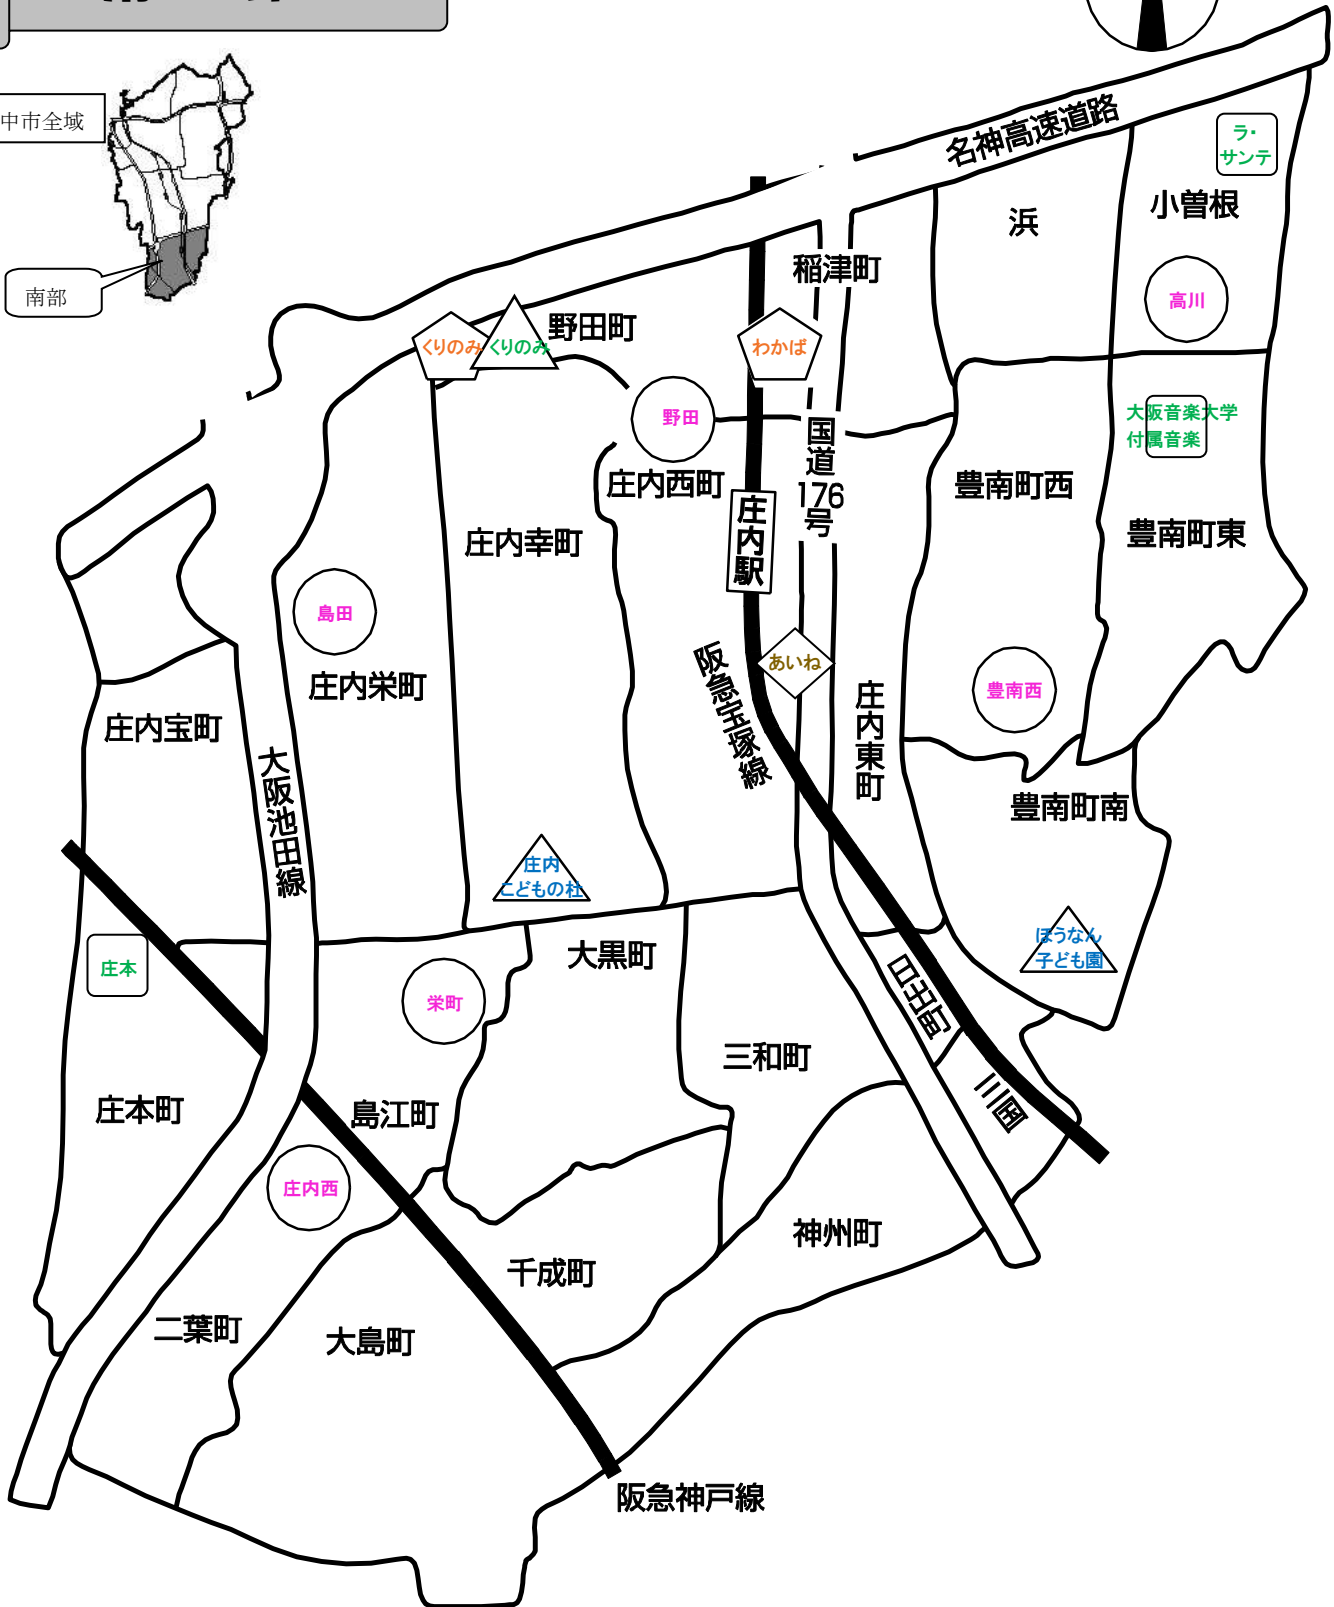 中市全域
南部
名神高速道路
ラ・
サンテ
小曽根
浜
稲津町
高川
野田町
くりのみ
くりのみ
わかば
野田
大阪音楽大学
付属音楽
国道176号
庄内西町
豊南町西
庄内駅
豊南町東
庄内幸町
島田
庄内栄町
阪急宝塚線
あいね
豊南西
庄内東町
庄内宝町
大阪池田線
豊南町南
庄内
こどもの杜
ほうなん
子ども園
庄本
大黒町
栄町
日出町
三和町
三国
庄本町
島江町
庄内西
神州町
千成町
二葉町
大島町
阪急神戸線